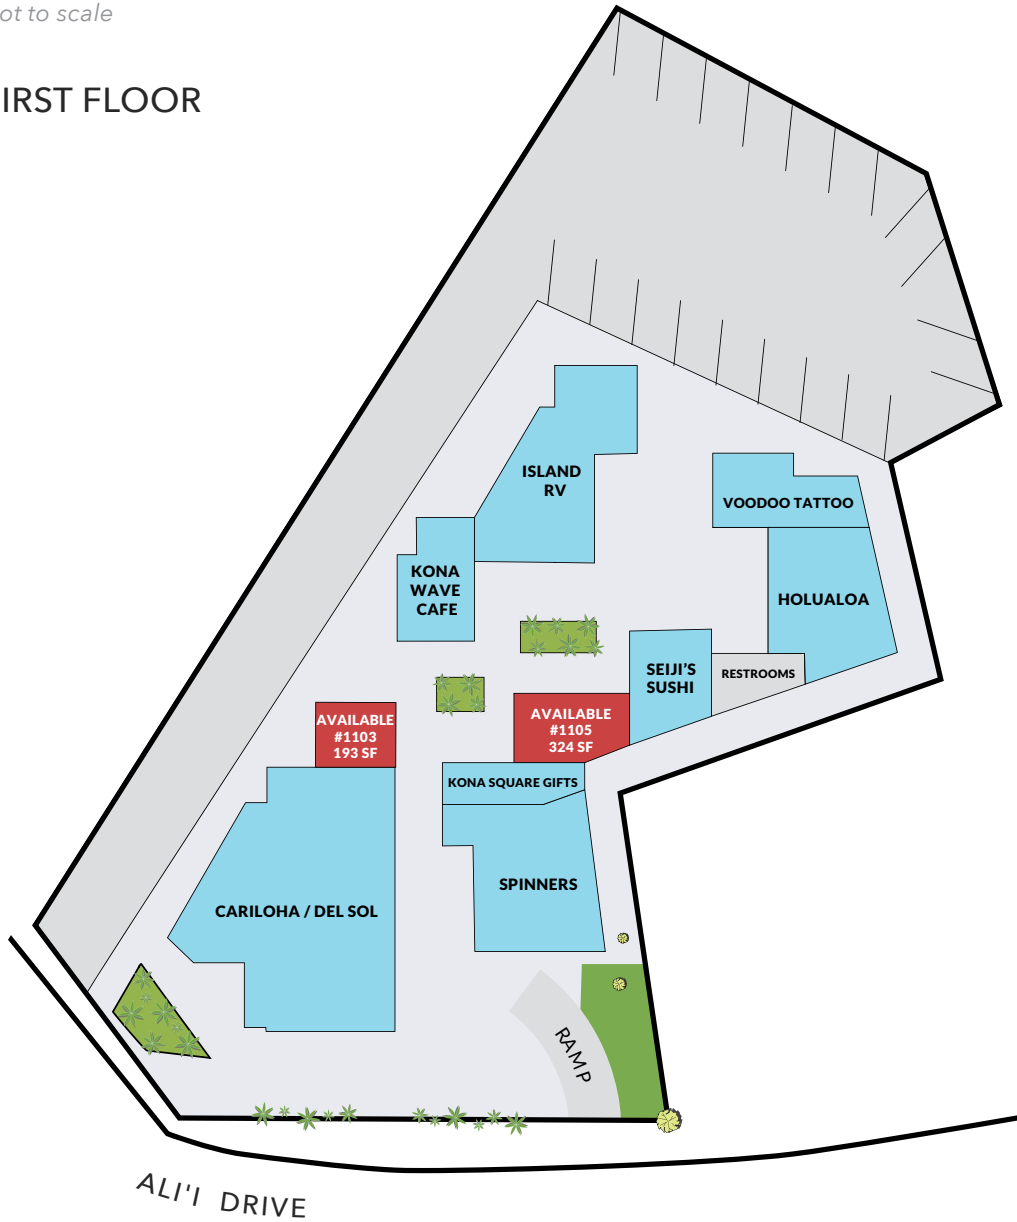 ot to scale
IRST FLOOR
ISLAND
RV
VOODOO TATTOO
KONA
WAVE
CAFE
HOLUALOA
SEIJI'S
SUSHI
RESTROOMS
AVAILABLE
#1103
193 SF
AVAILABLE
#1105
324 SF
KONA SQUARE GIFTS
SPINNERS
CARILOHA / DEL SOL
RAMP
ALI'I DRIVE